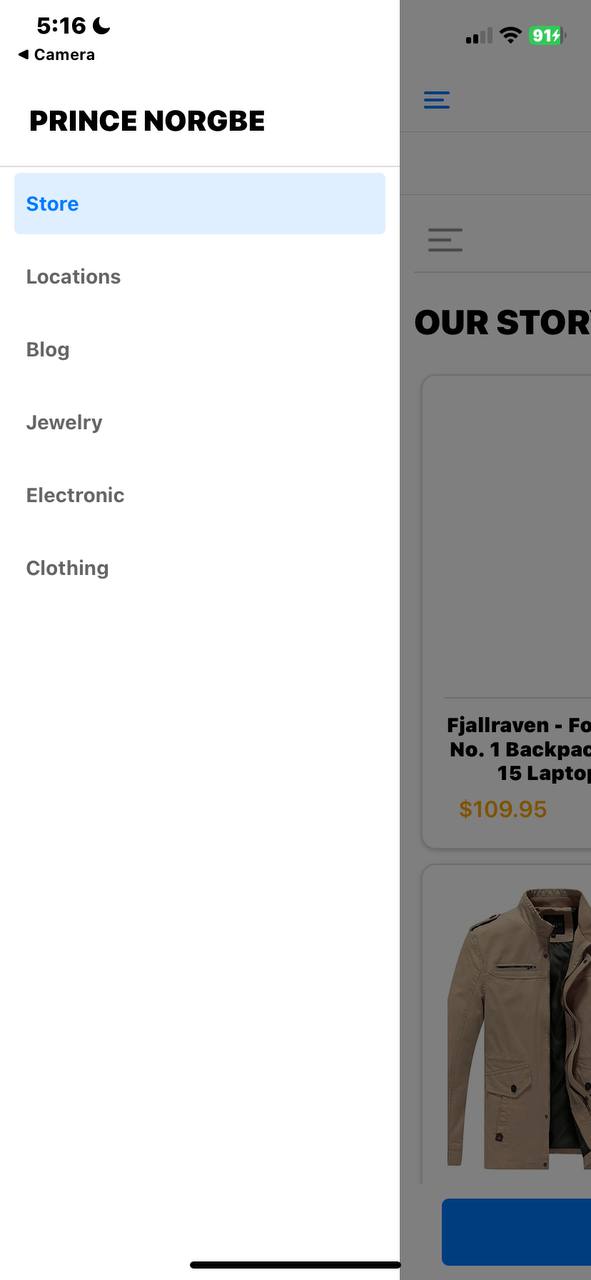 5:16
91
◀ Camera
PRINCE NORGBE
Store
Locations
Blog
Jewelry
Electronic
Clothing
OUR STOR
Fjallraven - Fo
No. 1 Backpac
15 Lapto
$109.95